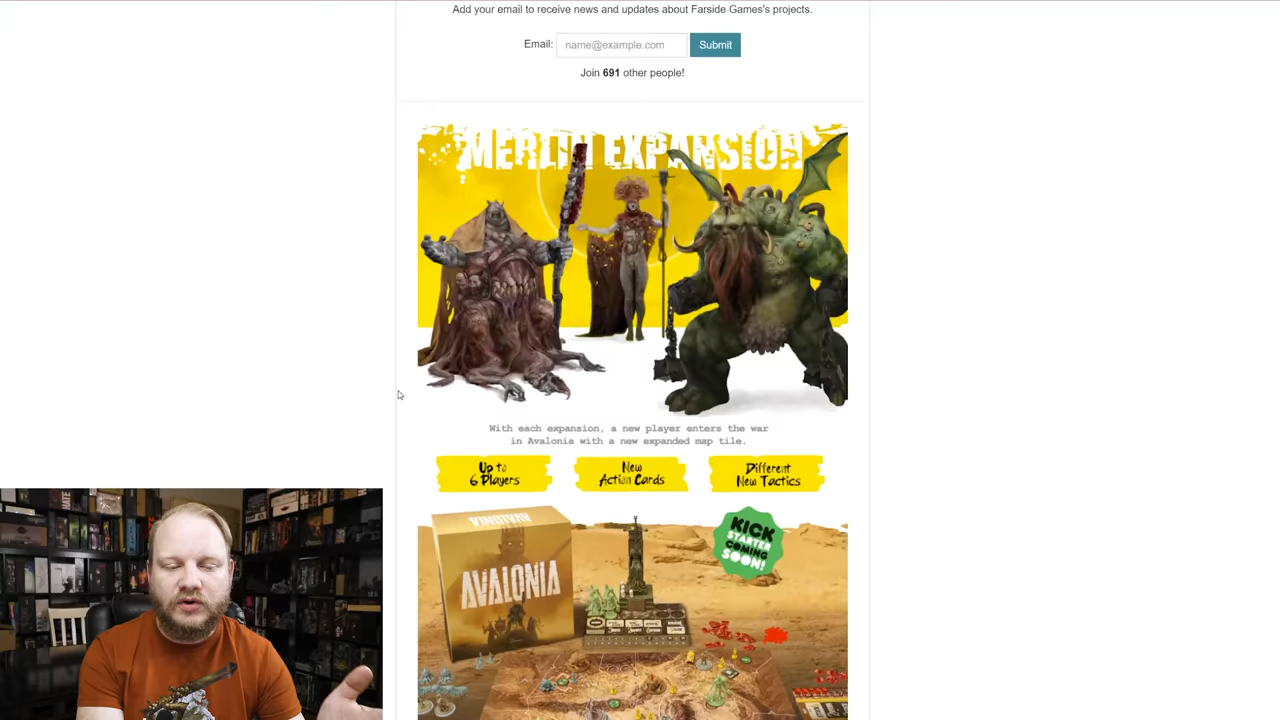 Add your email to receive news and updates about Farside Games's projects.
Email: name@example.com Submit
Join 691 other people!
MERLIN EXPANSION
With each expansion, a new player enters the war
in Avalonia with a new expanded map tile.
Up to
6 Players
New
Action Cards
Different
New Tactics
AVALONIA
KICK
STARTER
COMING
SOON!
AVALONIA